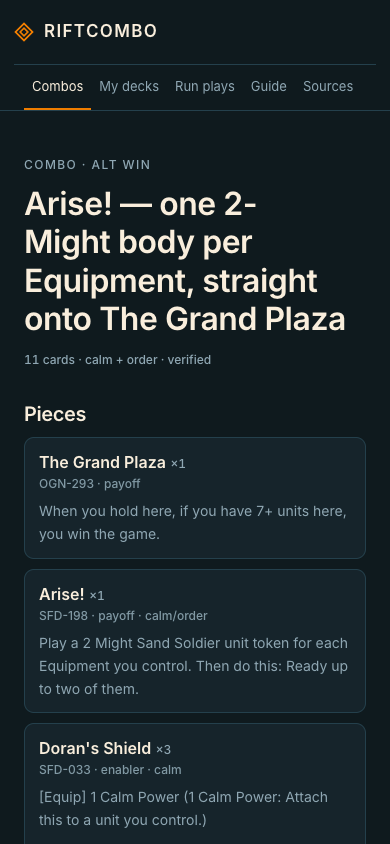 RIFTCOMBO
Combos My decks Run plays Guide Sources
COMBO · ALT WIN
Arise! — one 2-
Might body per
Equipment, straight
onto The Grand Plaza
11 cards · calm + order · verified
Pieces
The Grand Plaza ×1
OGN-293 · payoff
When you hold here, if you have 7+ units here,
you win the game.
Arise! ×1
SFD-198 · payoff · calm/order
Play a 2 Might Sand Soldier unit token for each
Equipment you control. Then do this: Ready up
to two of them.
Doran's Shield ×3
SFD-033 · enabler · calm
[Equip] 1 Calm Power (1 Calm Power: Attach
this to a unit you control.)